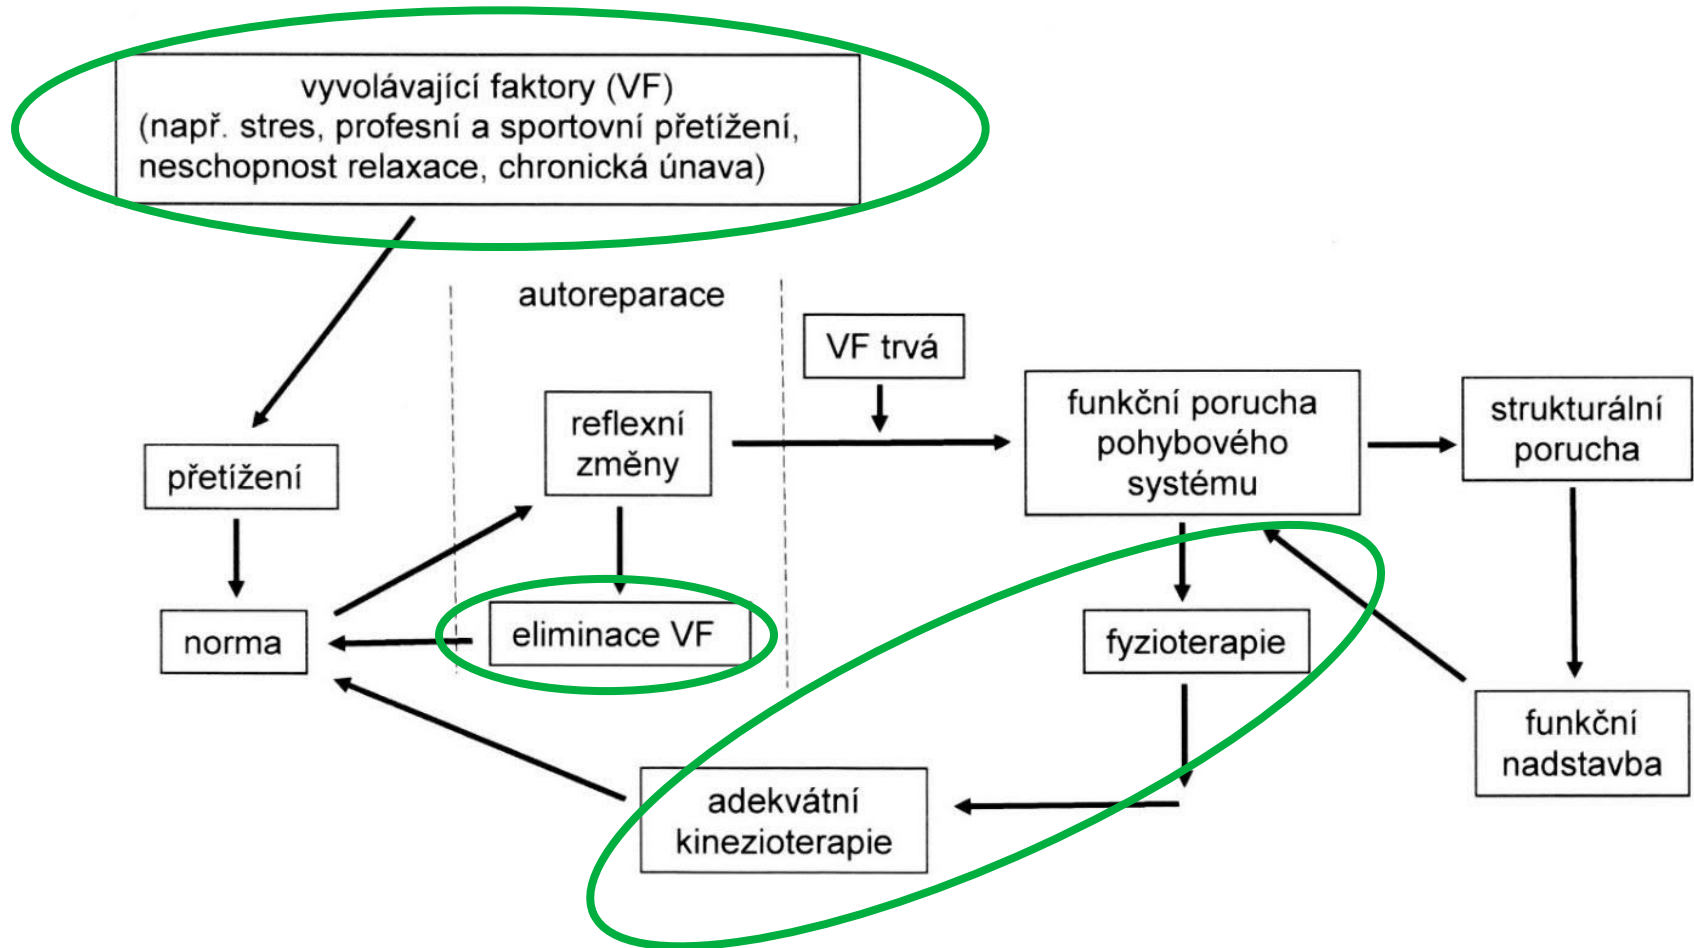 vyvolávající faktory (VF)
(např. stres, profesní a sportovní přetížení,
neschopnost relaxace, chronická únava)
autoreparace
VF trvá
přetížení
reflexní
změny
funkční porucha
pohybového
systému
strukturální
porucha
norma
eliminace VF
fyzioterapie
funkční
nadstavba
adekvátní
kinezioterapie